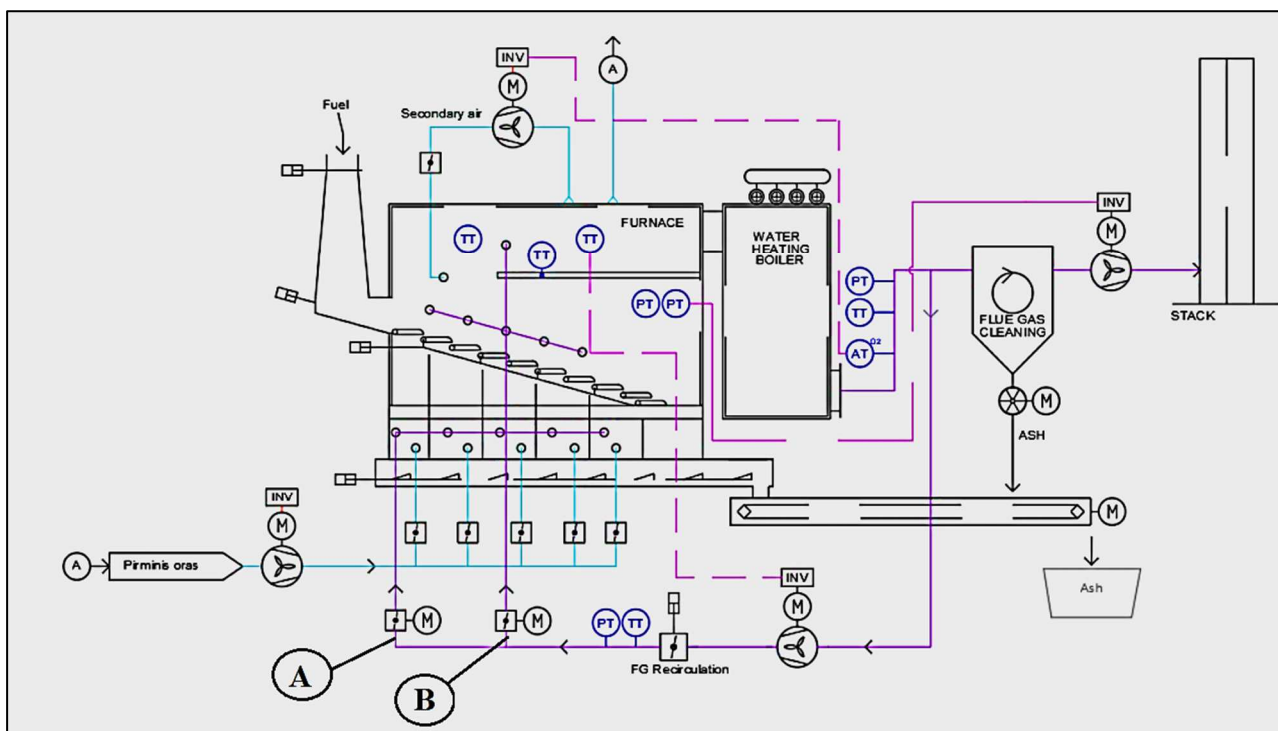 INV
A
M
Fuel
Secondary air
FURNACE
INV
TT
TT
TT
WATER
HEATING
BOILER
M
PT
PT
PT
TT
AT
O2
FLUE GAS
CLEANING
STACK
M
ASH
INV
M
M
A
Pirminis oras
Ash
INV
M
M
M
PT
TT
FG Recirculation
A
B